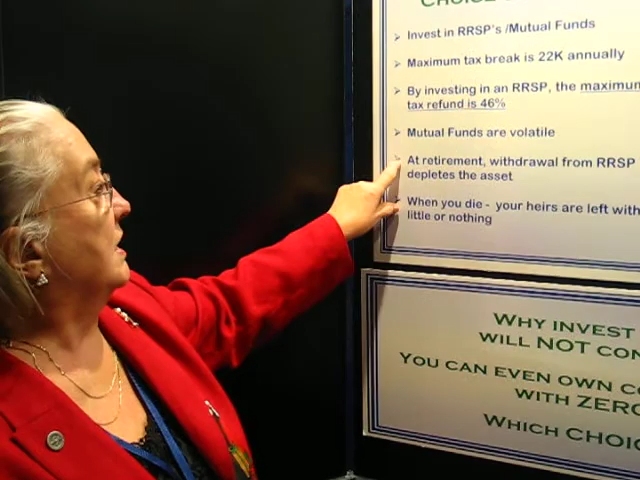 CHOICE
Invest in RRSP's /Mutual Funds
Maximum tax break is 22K annually
By investing in an RRSP, the maximum
tax refund is 46%
Mutual Funds are volatile
At retirement, withdrawal from RRSP
depletes the asset
When you die - your heirs are left with
little or nothing
WHY INVEST
WILL NOT CON
YOU CAN EVEN OWN CO
WITH ZERO
WHICH CHOIC